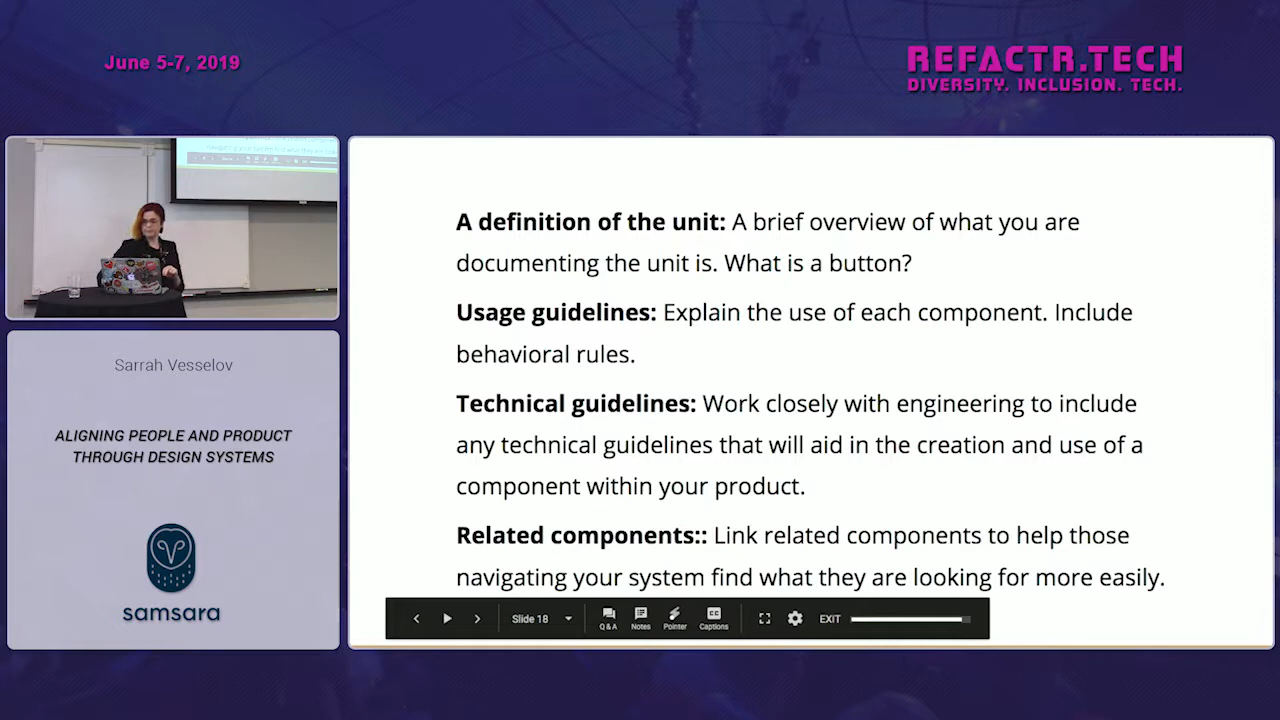 June 5-7, 2019
REFACTR.TECH
DIVERSITY. INCLUSION. TECH.
Sarrah Vesselov
ALIGNING PEOPLE AND PRODUCT
THROUGH DESIGN SYSTEMS
samsara
A definition of the unit: A brief overview of what you are
documenting the unit is. What is a button?
Usage guidelines: Explain the use of each component. Include
behavioral rules.
Technical guidelines: Work closely with engineering to include
any technical guidelines that will aid in the creation and use of a
component within your product.
Related components:: Link related components to help those
navigating your system find what they are looking for more easily.
Slide 18
Q & A
Notes
Pointer
CC
Captions
EXIT